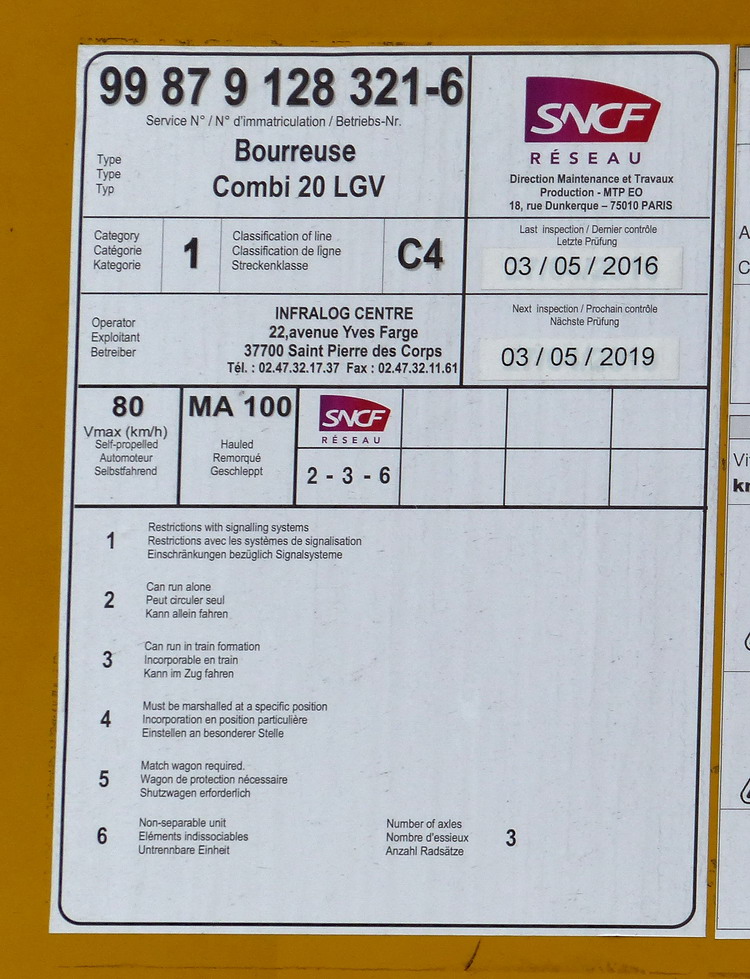 99 87 9 128 321-6
Service N° / N° d'immatriculation / Betriebs-Nr.
Type
Type
Typ
Bourreuse
Combi 20 LGV
SNCF
RÉSEAU
Direction Maintenance et Travaux
Production - MTP EO
18, rue Dunkerque – 75010 PARIS
Category
Catégorie
Kategorie
1
Classification of line
Classification de ligne
Streckenklasse
C4
Last inspection / Dernier contrôle
Letzte Prüfung
03 / 05 / 2016
Operator
Exploitant
Betreiber
INFRALOG CENTRE
22,avenue Yves Farge
37700 Saint Pierre des Corps
Tél. : 02.47.32.17.37 Fax : 02.47.32.11.61
Next inspection / Prochain contrôle
Nächste Prüfung
03 / 05 / 2019
80
Vmax (km/h)
Self-propelled
Automoteur
Selbstfahrend
MA 100
Hauled
Remorqué
Geschleppt
SNCF
RÉSEAU
2 - 3 - 6
1
Restrictions with signalling systems
Restrictions avec les systèmes de signalisation
Einschränkungen bezüglich Signalsysteme
2
Can run alone
Peut circuler seul
Kann allein fahren
3
Can run in train formation
Incorporable en train
Kann im Zug fahren
4
Must be marshalled at a specific position
Incorporation en position particulière
Einstellen an besonderer Stelle
5
Match wagon required.
Wagon de protection nécessaire
Shutzwagen erforderlich
6
Non-separable unit
Eléments indissociables
Untrennbare Einheit
Number of axles
Nombre d'essieux
Anzahl Radsätze
3